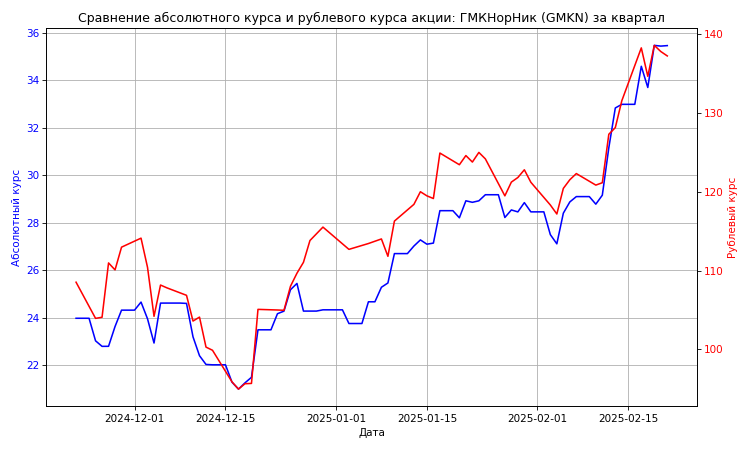 Сравнение абсолютного курса и рублевого курса акции: ГМКНорНик (GMKN) за квартал
36
34
32
30
28
26
24
22
140
130
120
110
100
Абсолютный курс
Рублевый курс
2024-12-01 2024-12-15 2025-01-01 2025-01-15 2025-02-01 2025-02-15
Дата